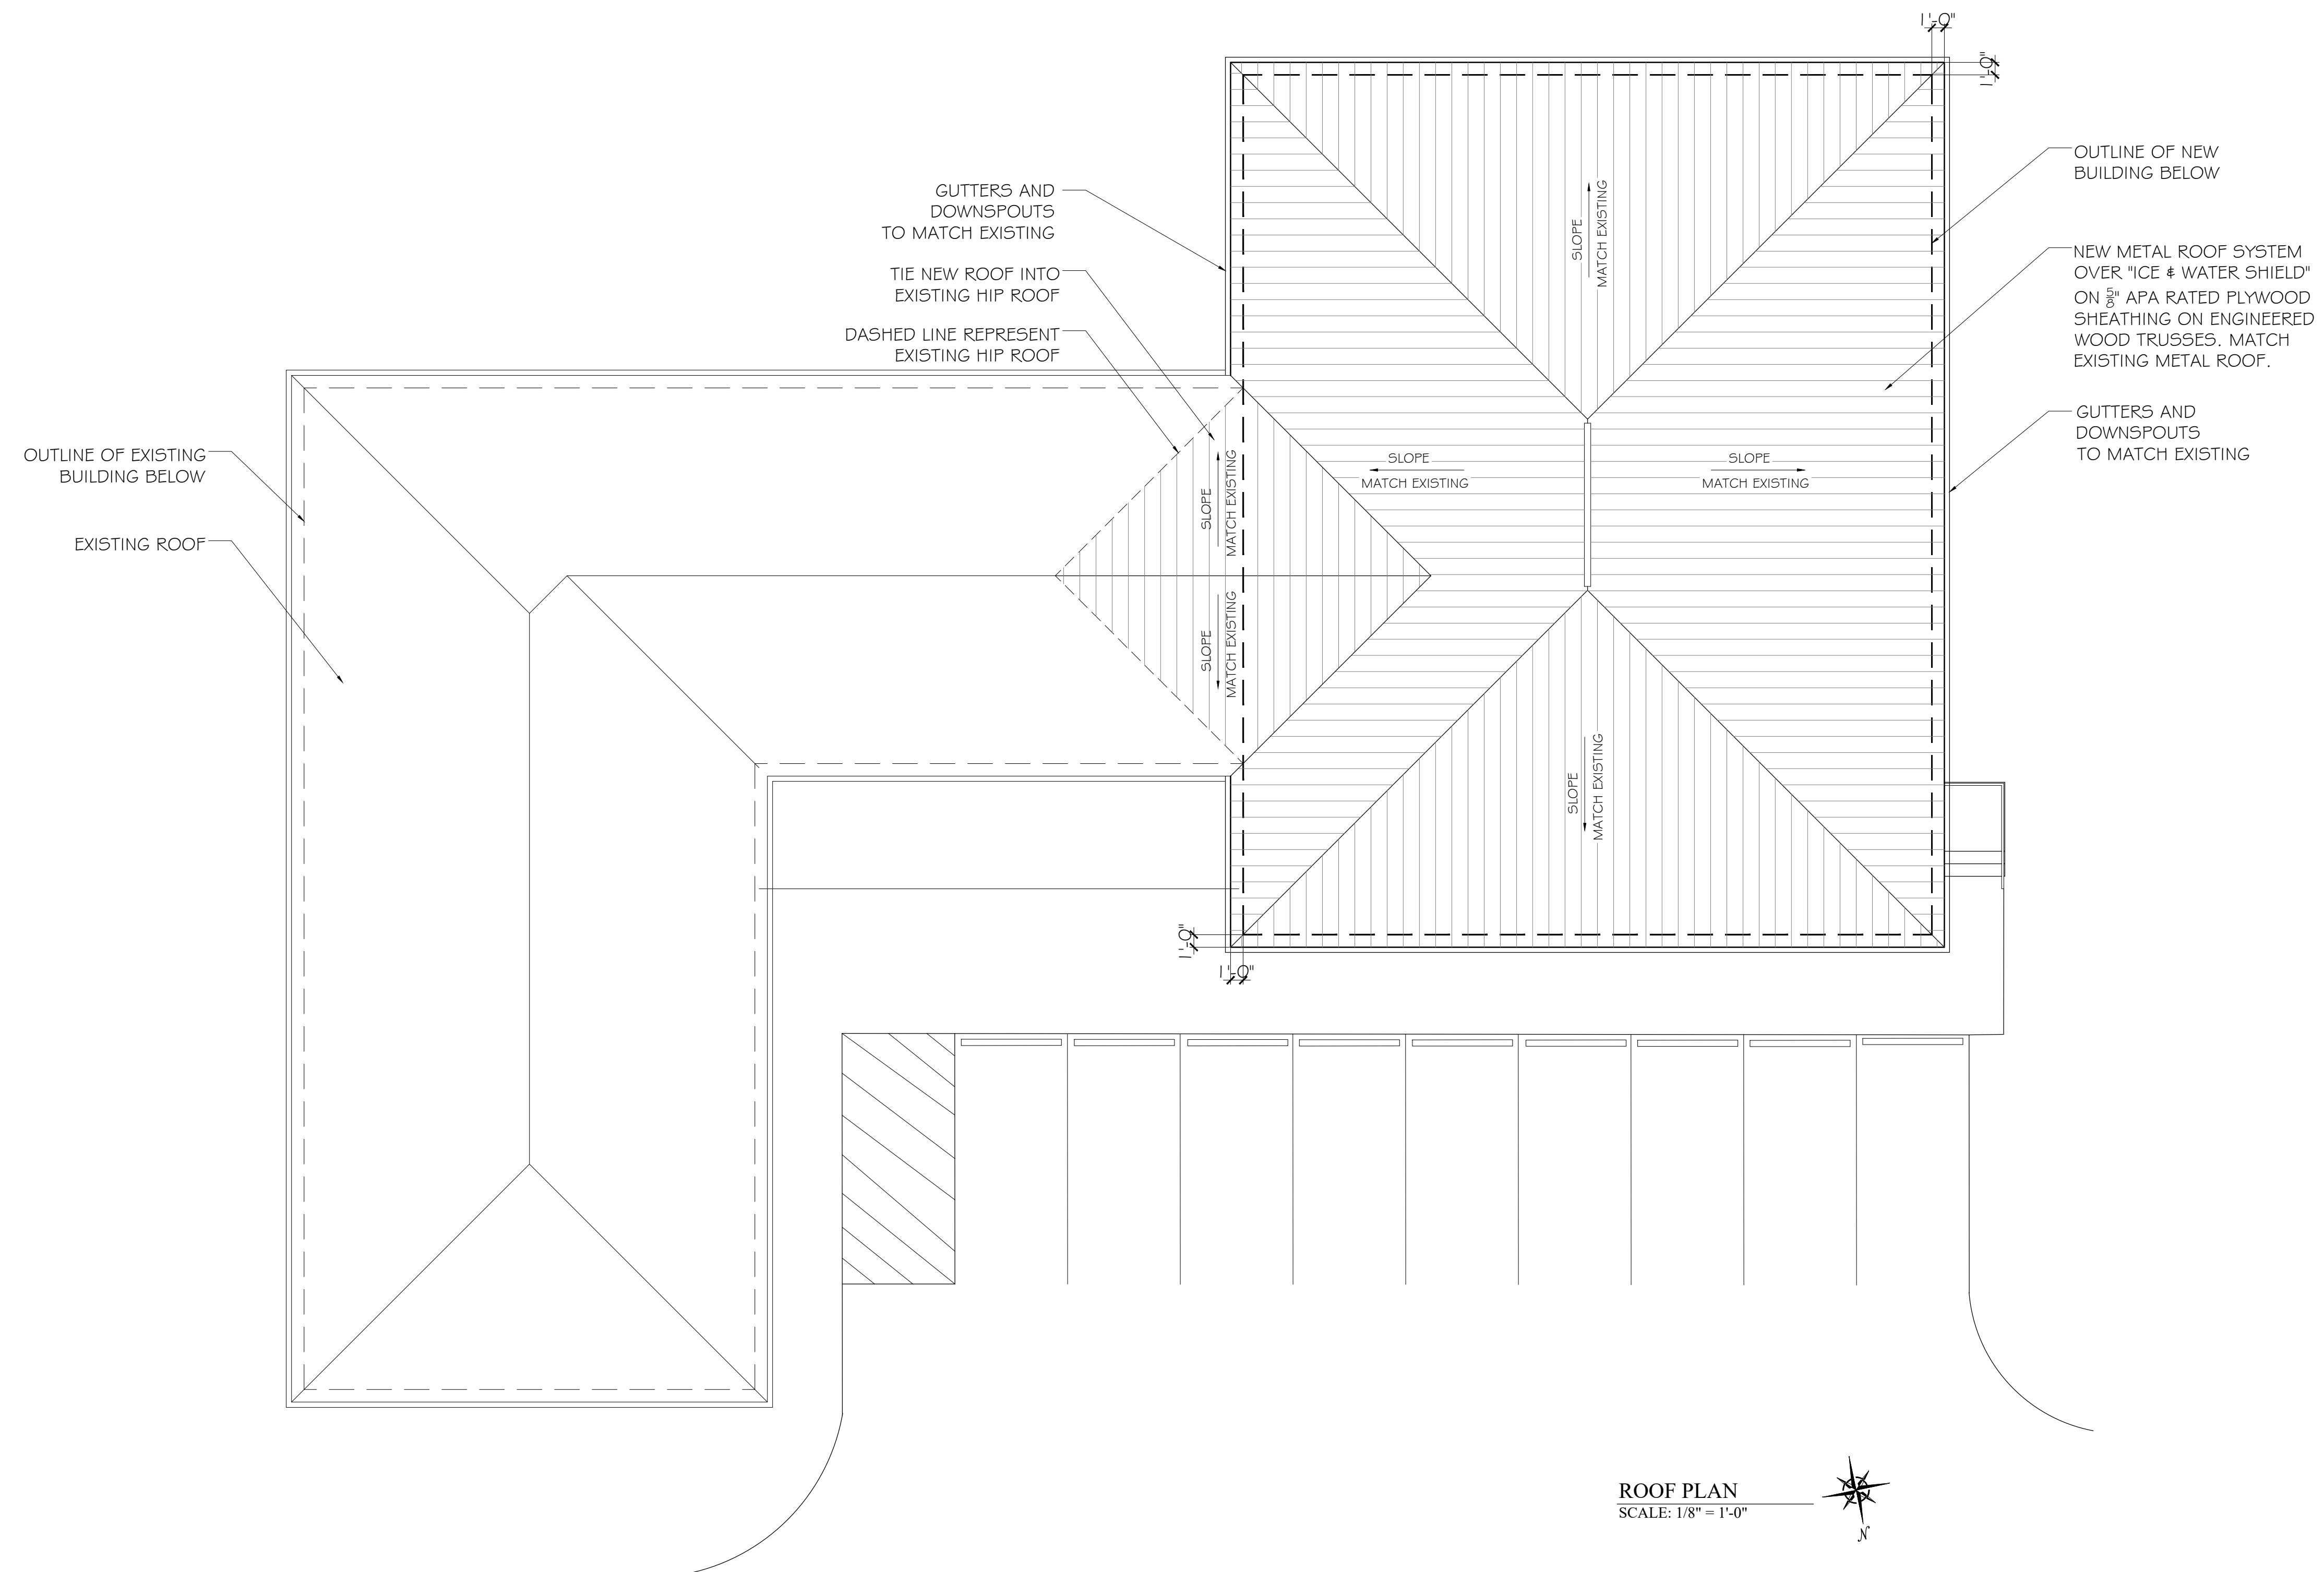 1'-0"
1'-0"
OUTLINE OF NEW
BUILDING BELOW
GUTTERS AND
DOWNSPOUTS
TO MATCH EXISTING
SLOPE
MATCH EXISTING
NEW METAL ROOF SYSTEM
OVER "ICE & WATER SHIELD"
ON 5/8" APA RATED PLYWOOD
SHEATHING ON ENGINEERED
WOOD TRUSSES. MATCH
EXISTING METAL ROOF.
TIE NEW ROOF INTO
EXISTING HIP ROOF
DASHED LINE REPRESENT
EXISTING HIP ROOF
GUTTERS AND
DOWNSPOUTS
TO MATCH EXISTING
OUTLINE OF EXISTING
BUILDING BELOW
SLOPE
MATCH EXISTING
SLOPE
MATCH EXISTING
SLOPE
MATCH EXISTING
EXISTING ROOF
SLOPE
MATCH EXISTING
SLOPE
MATCH EXISTING
1'-0"
1'-0"
ROOF PLAN
SCALE: 1/8" = 1'-0"
N